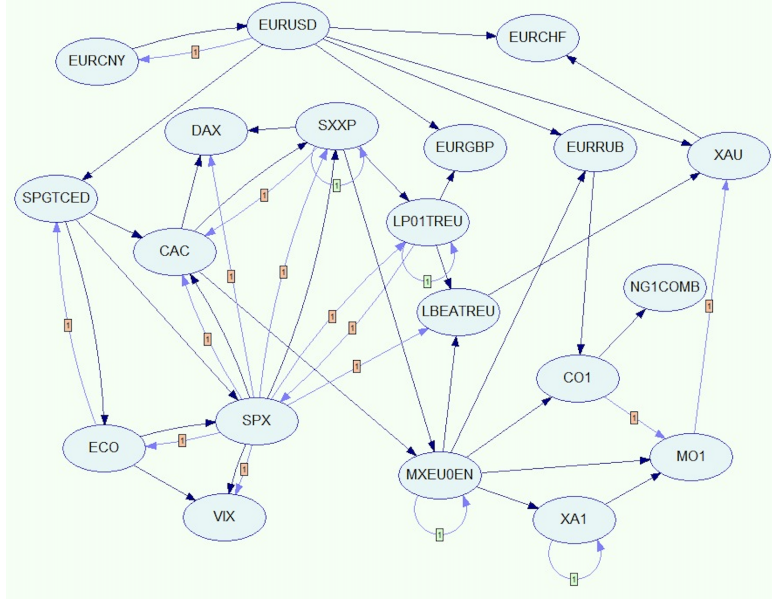 EURUSD
EURCHF
EURCNY
1
DAX
SXXP
EURGBP
EURRUB
XAU
1
1
SPGTCED
LP01TREU
CAC
1
1
1
NG1COMB
LBEATREU
1
1
1
1
1
1
CO1
SPX
1
ECO
1
1
MO1
MXEU0EN
VIX
XA1
1
1